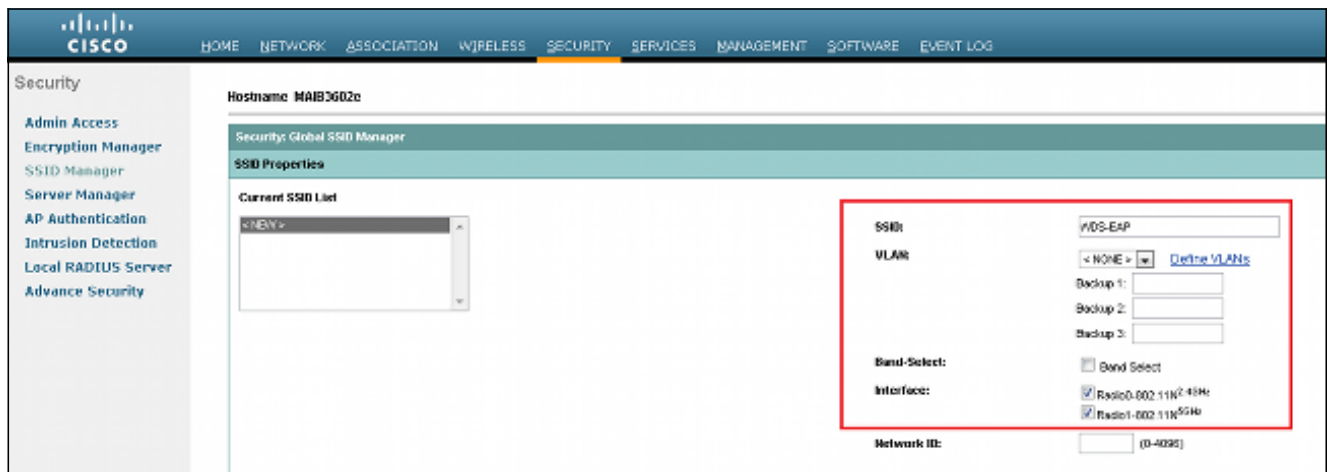 CISCO
HOME NETWORK ASSOCIATION WIRELESS SECURITY SERVICES MANAGEMENT SOFTWARE EVENT LOG
Security
Admin Access
Encryption Manager
SSID Manager
Server Manager
AP Authentication
Intrusion Detection
Local RADIUS Server
Advance Security
Hostname MAIB3602e
Security: Global SSID Manager
SSID Properties
Current SSID List
< NEW >
SSID: WDS-EAP
VLAN: < NONE > Define VLANs
Backup 1:
Backup 2:
Backup 3:
Band-Select: Band Select
Interface: Radio0-802.11N2.4GHz
Radio1-802.11N5GHz
Network ID: (0-4096)